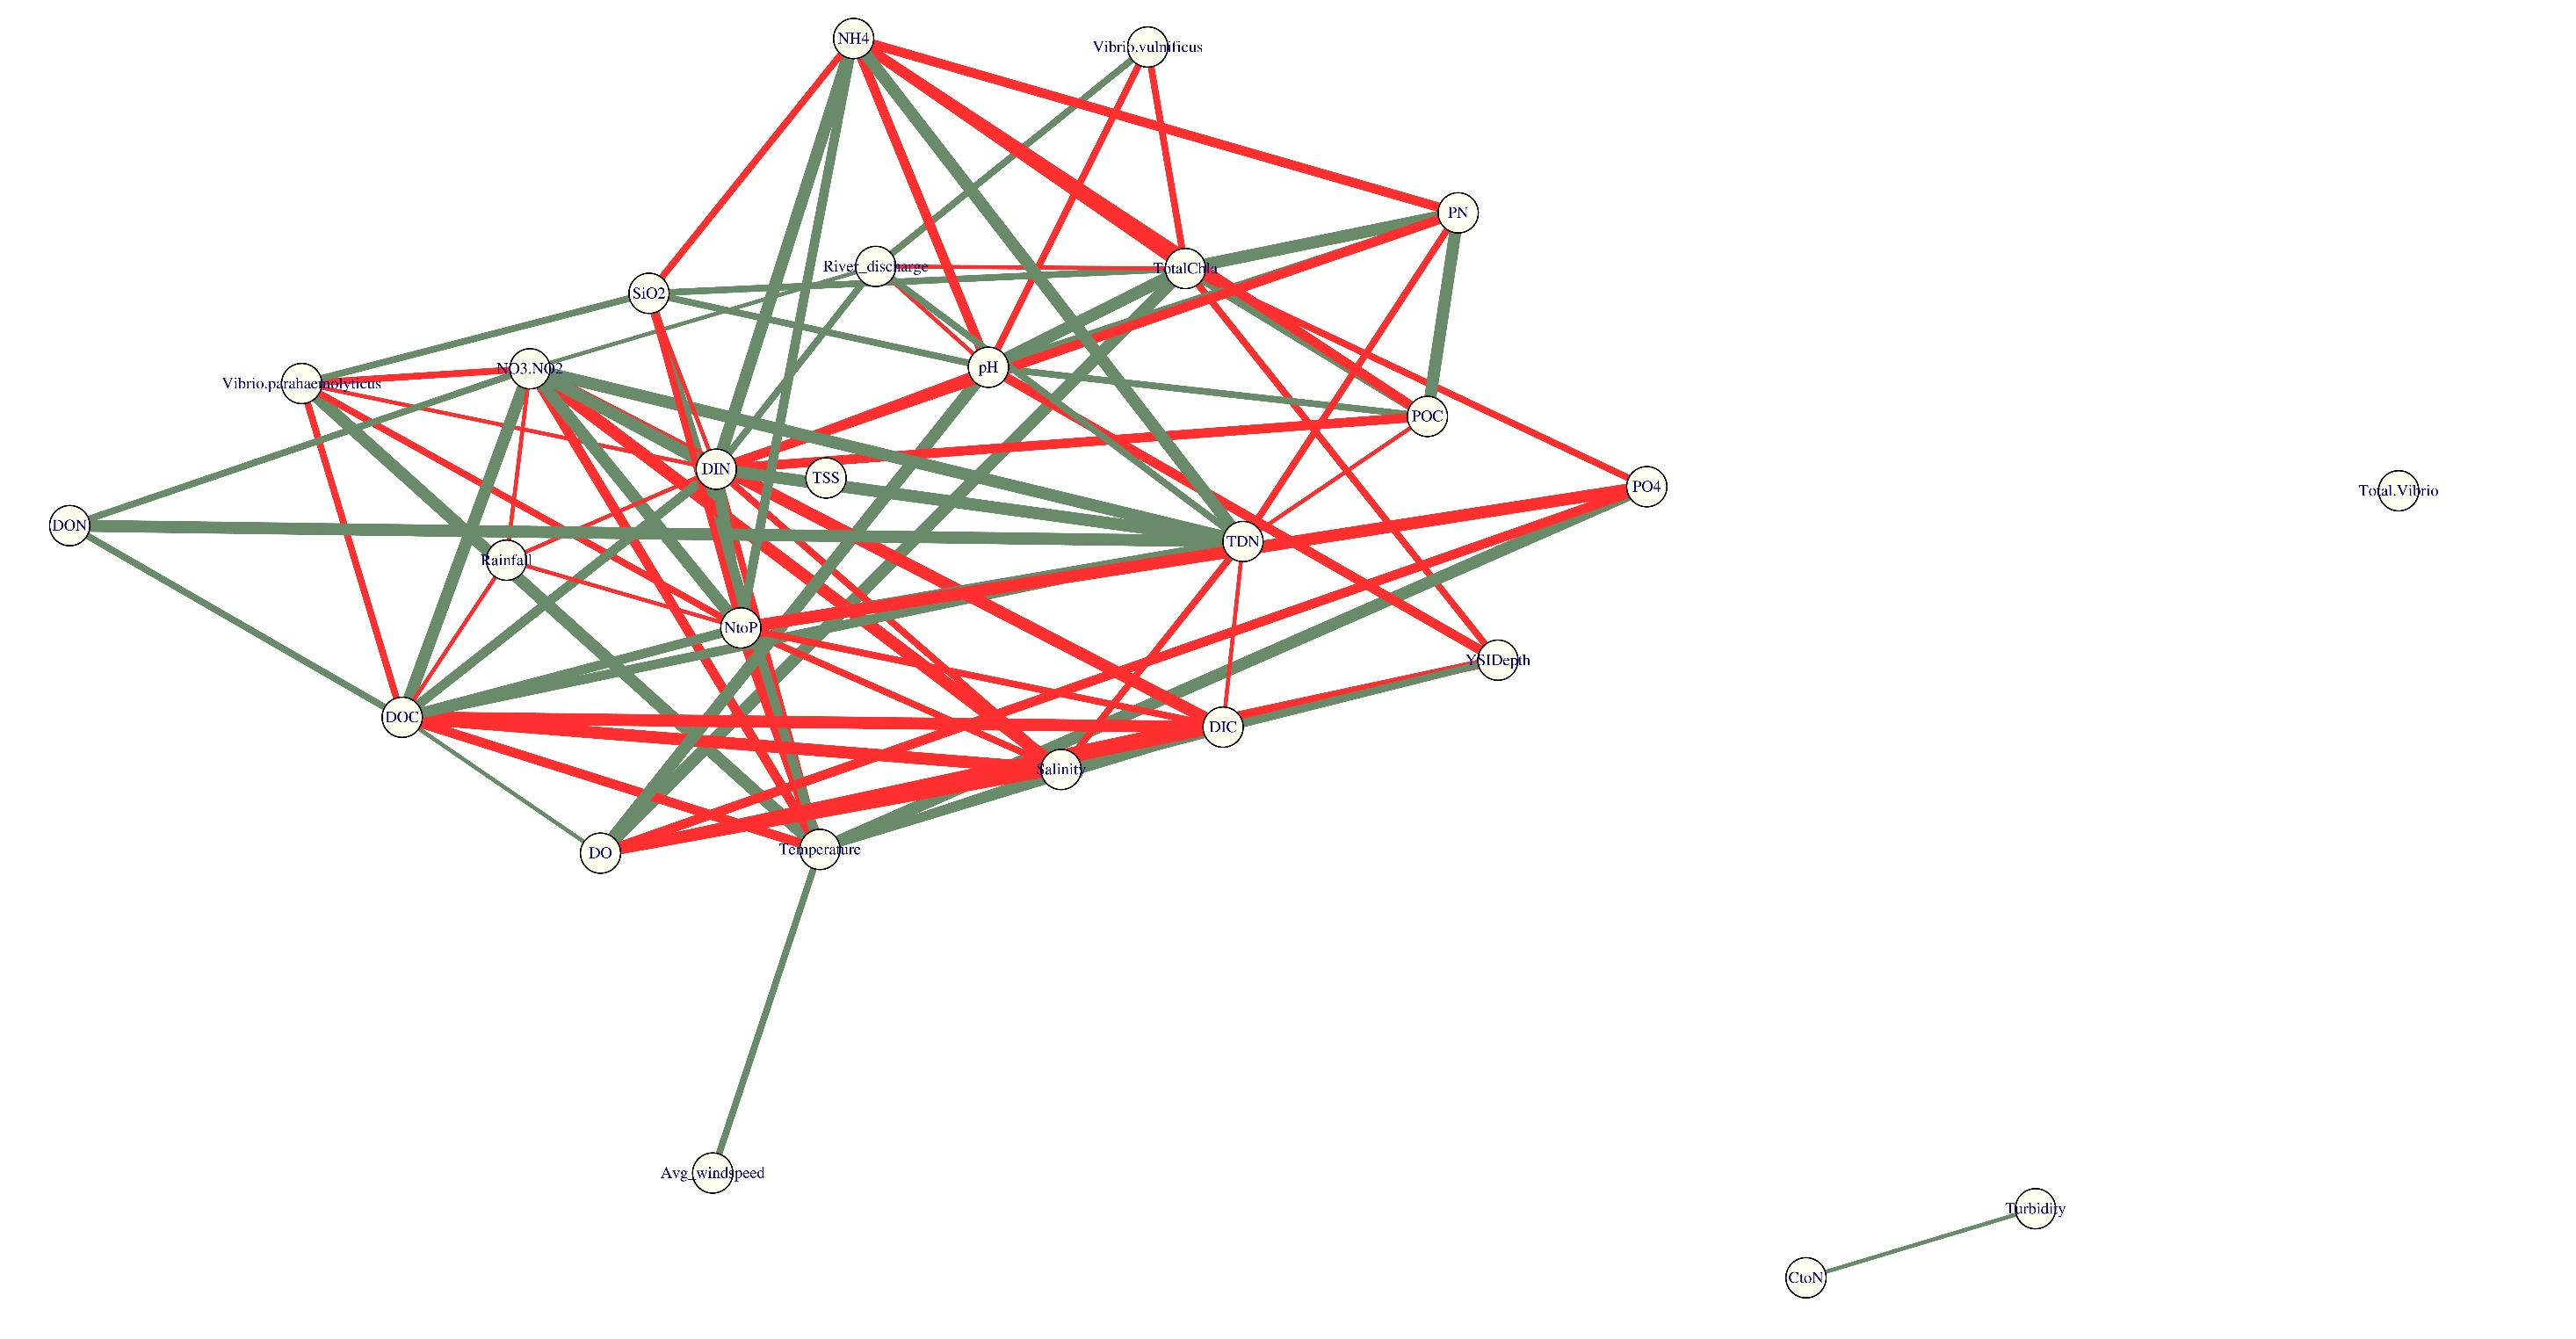 NH4
Vibrio.vulnificus
PN
River_discharge
TotalChla
SiO2
NO3.NO2
pH
Vibrio.parahaemolyticus
POC
DIN
TSS
PO4
Total.Vibrio
DON
TDN
Rainfall
NtoP
YSIDepth
DOC
DIC
Salinity
DO
Temperature
Avg_windspeed
Turbidity
CtoN